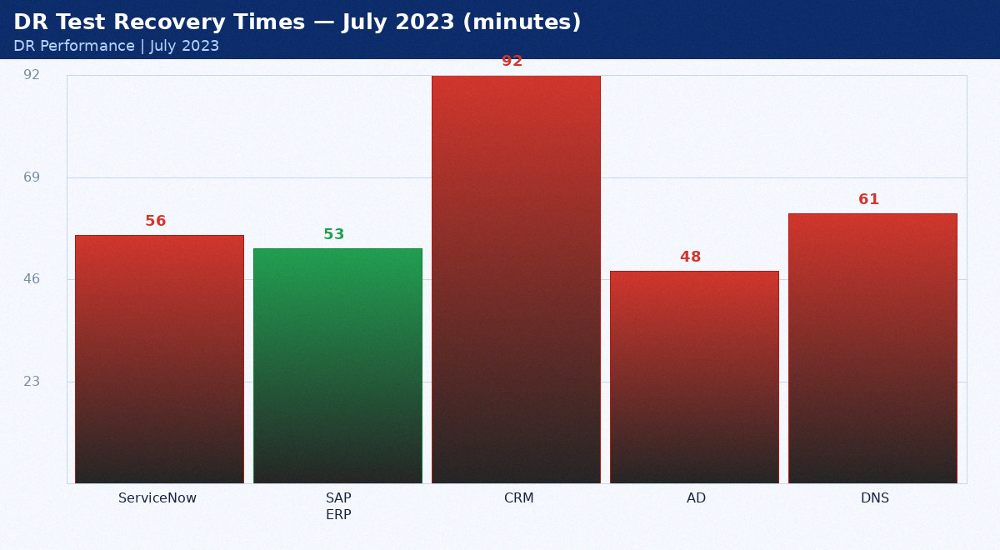 DR Test Recovery Times — July 2023 (minutes)
DR Performance | July 2023
92
92
69
46
23
56
53
48
61
ServiceNow
SAP
ERP
CRM
AD
DNS